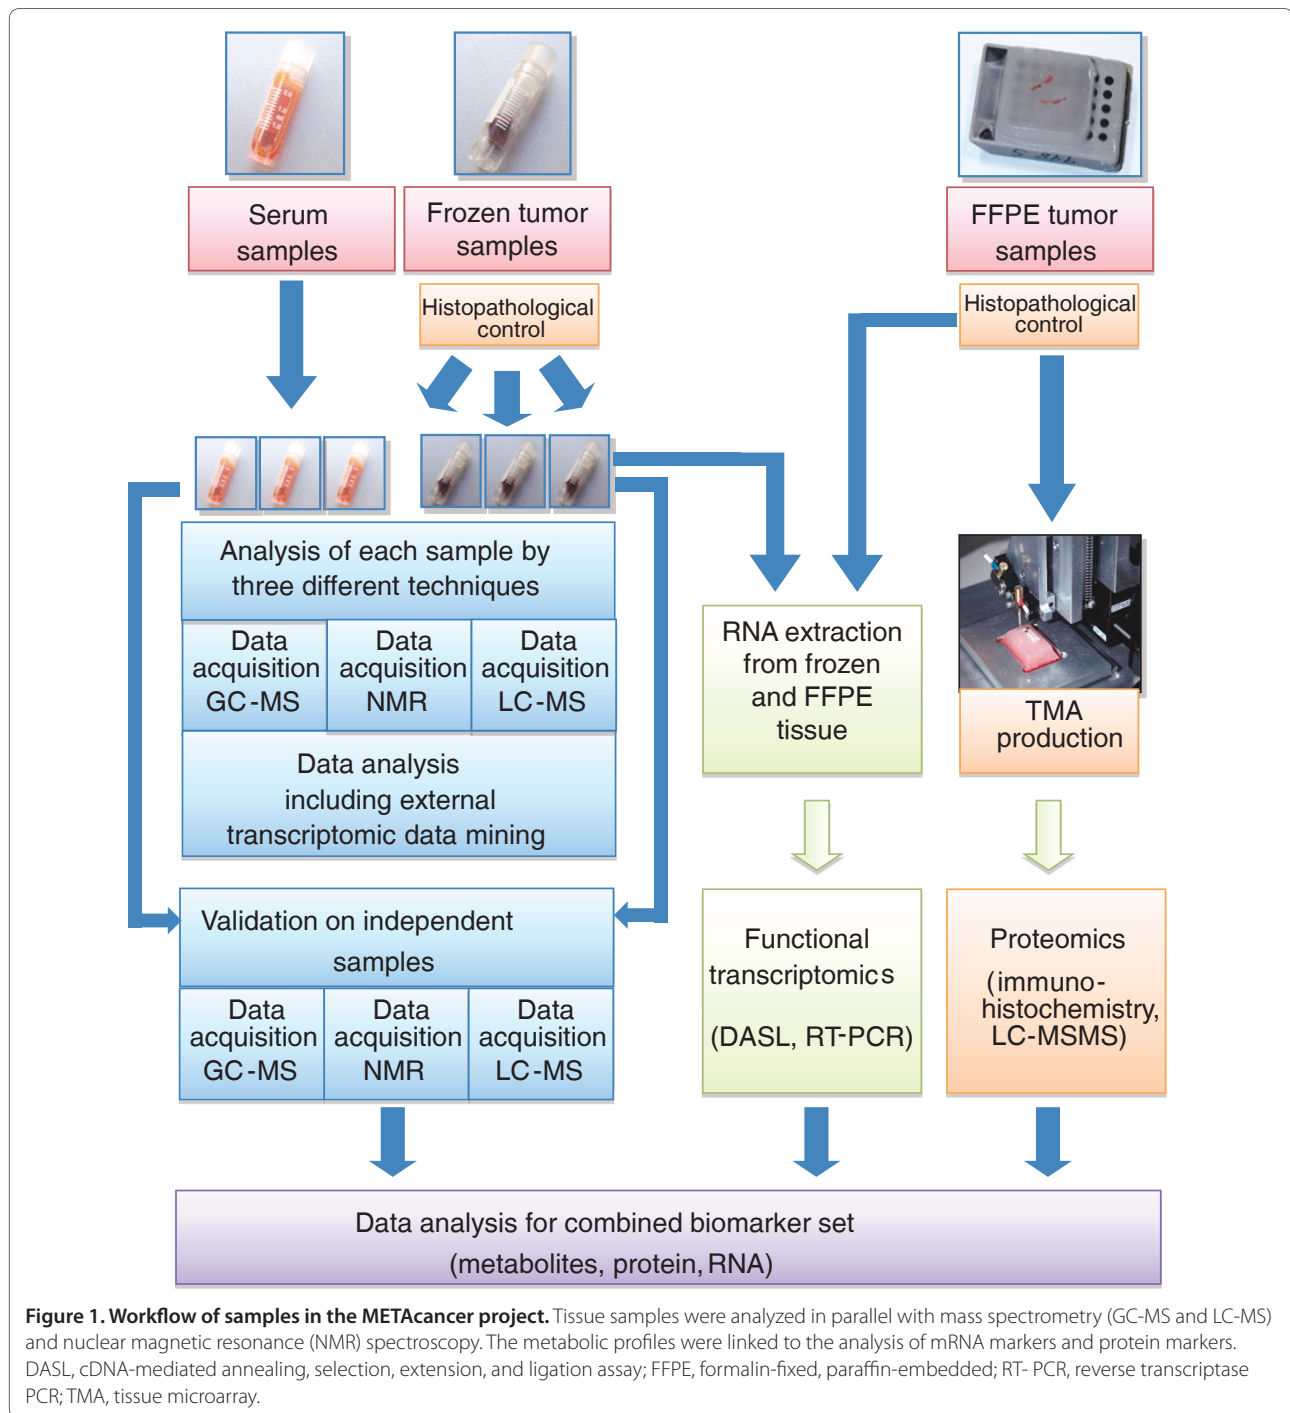 Serum
samples
Frozen tumor
samples
FFPE tumor
samples
Histopathological
control
Histopathological
control
Analysis of each sample by
three different techniques
Data
acquisition
GC-MS
Data
acquisition
NMR
Data
acquisition
LC-MS
Data analysis
including external
transcriptomic data mining
RNA extraction
from frozen
and FFPE
tissue
TMA
production
Validation on independent
samples
Data
acquisition
GC-MS
Data
acquisition
NMR
Data
acquisition
LC-MS
Functional
transcriptomics
(DASL, RT-PCR)
Proteomics
(immuno-
histochemistry,
LC-MSMS)
Data analysis for combined biomarker set
(metabolites, protein, RNA)
Figure 1. Workflow of samples in the METAcancer project. Tissue samples were analyzed in parallel with mass spectrometry (GC-MS and LC-MS)
and nuclear magnetic resonance (NMR) spectroscopy. The metabolic profiles were linked to the analysis of mRNA markers and protein markers.
DASL, cDNA-mediated annealing, selection, extension, and ligation assay; FFPE, formalin-fixed, paraffin-embedded; RT- PCR, reverse transcriptase
PCR; TMA, tissue microarray.